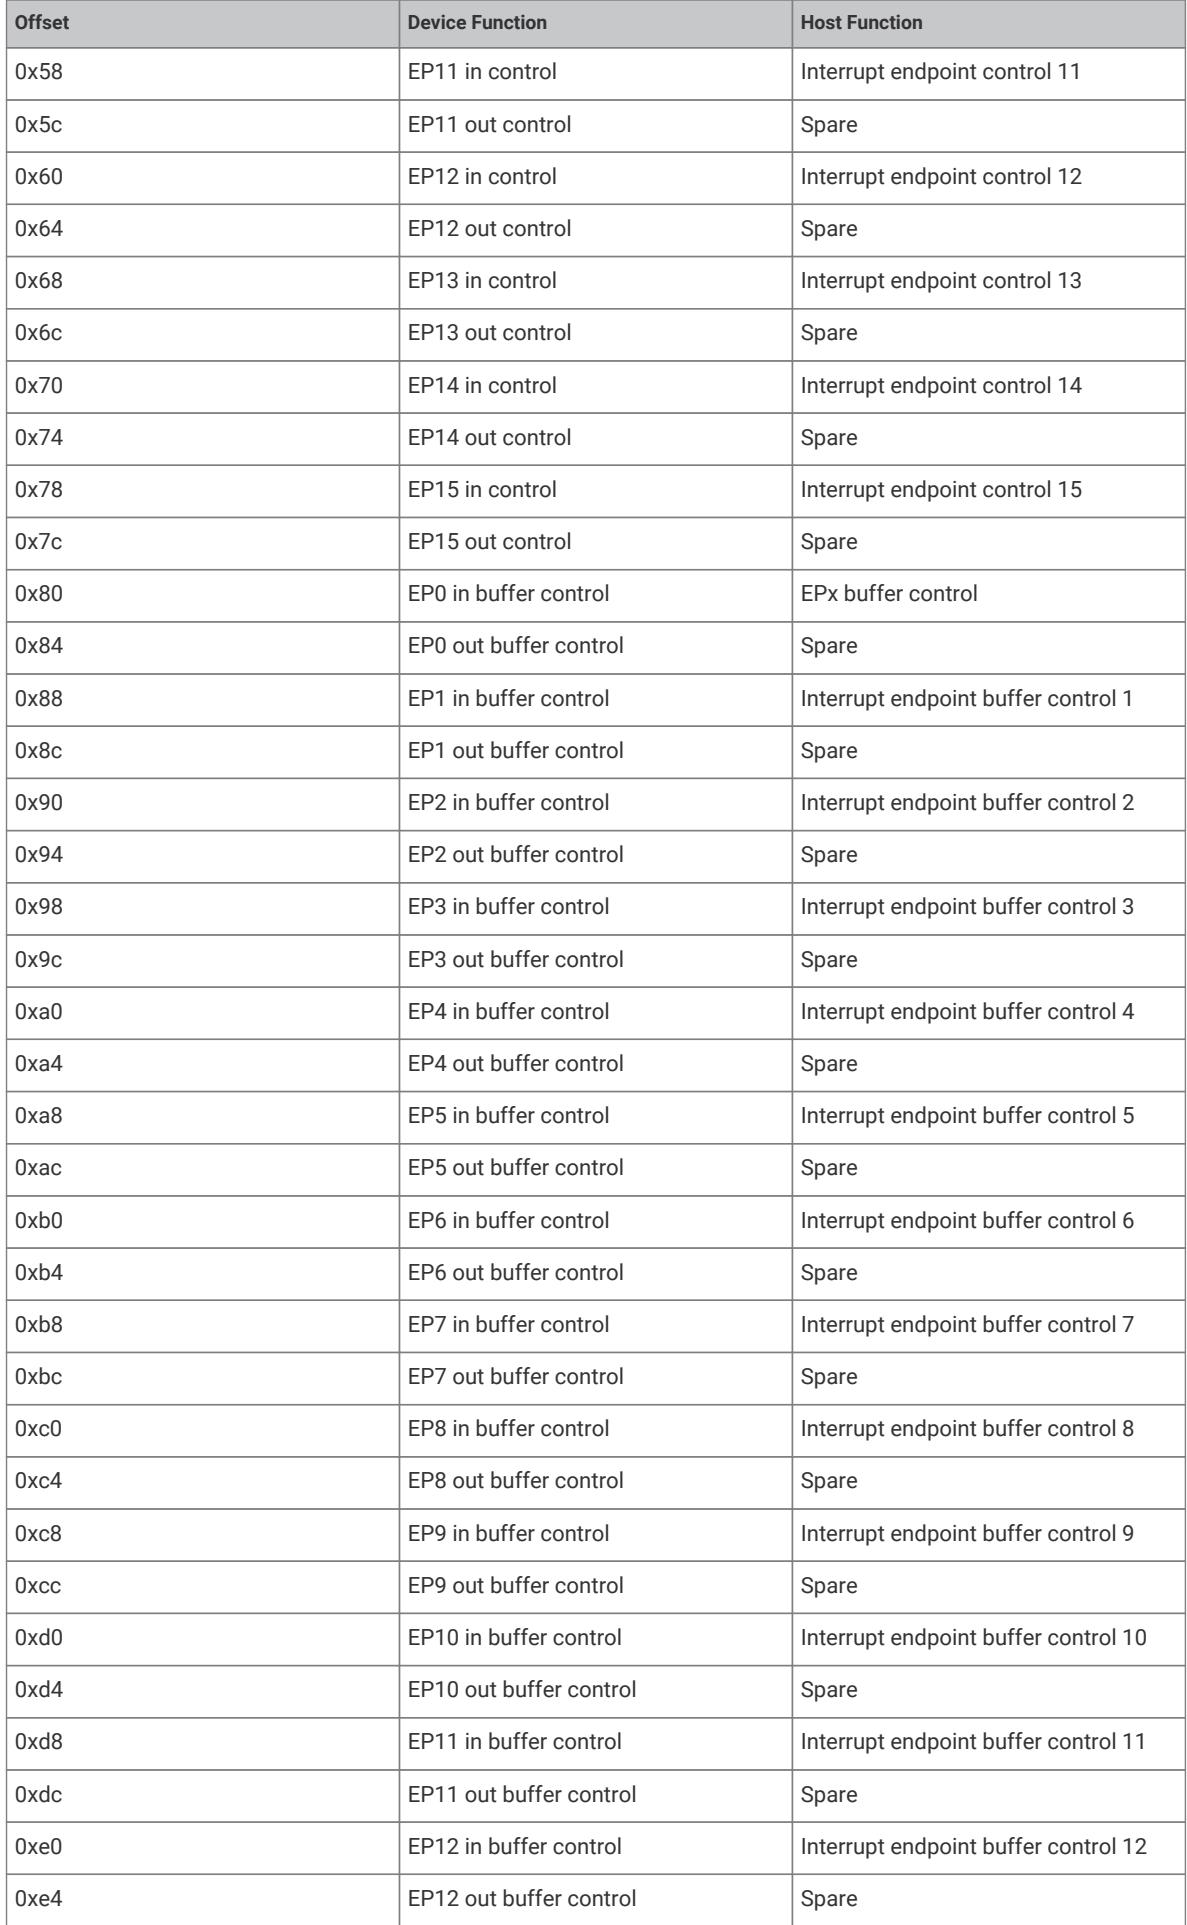 Offset Device Function Host Function
0x58 EP11 in control Interrupt endpoint control 11
0x5c EP11 out control Spare
0x60 EP12 in control Interrupt endpoint control 12
0x64 EP12 out control Spare
0x68 EP13 in control Interrupt endpoint control 13
0x6c EP13 out control Spare
0x70 EP14 in control Interrupt endpoint control 14
0x74 EP14 out control Spare
0x78 EP15 in control Interrupt endpoint control 15
0x7c EP15 out control Spare
0x80 EP0 in buffer control EPx buffer control
0x84 EP0 out buffer control Spare
0x88 EP1 in buffer control Interrupt endpoint buffer control 1
0x8c EP1 out buffer control Spare
0x90 EP2 in buffer control Interrupt endpoint buffer control 2
0x94 EP2 out buffer control Spare
0x98 EP3 in buffer control Interrupt endpoint buffer control 3
0x9c EP3 out buffer control Spare
0xa0 EP4 in buffer control Interrupt endpoint buffer control 4
0xa4 EP4 out buffer control Spare
0xa8 EP5 in buffer control Interrupt endpoint buffer control 5
0xac EP5 out buffer control Spare
0xb0 EP6 in buffer control Interrupt endpoint buffer control 6
0xb4 EP6 out buffer control Spare
0xb8 EP7 in buffer control Interrupt endpoint buffer control 7
0xbc EP7 out buffer control Spare
0xc0 EP8 in buffer control Interrupt endpoint buffer control 8
0xc4 EP8 out buffer control Spare
0xc8 EP9 in buffer control Interrupt endpoint buffer control 9
0xcc EP9 out buffer control Spare
0xd0 EP10 in buffer control Interrupt endpoint buffer control 10
0xd4 EP10 out buffer control Spare
0xd8 EP11 in buffer control Interrupt endpoint buffer control 11
0xdc EP11 out buffer control Spare
0xe0 EP12 in buffer control Interrupt endpoint buffer control 12
0xe4 EP12 out buffer control Spare